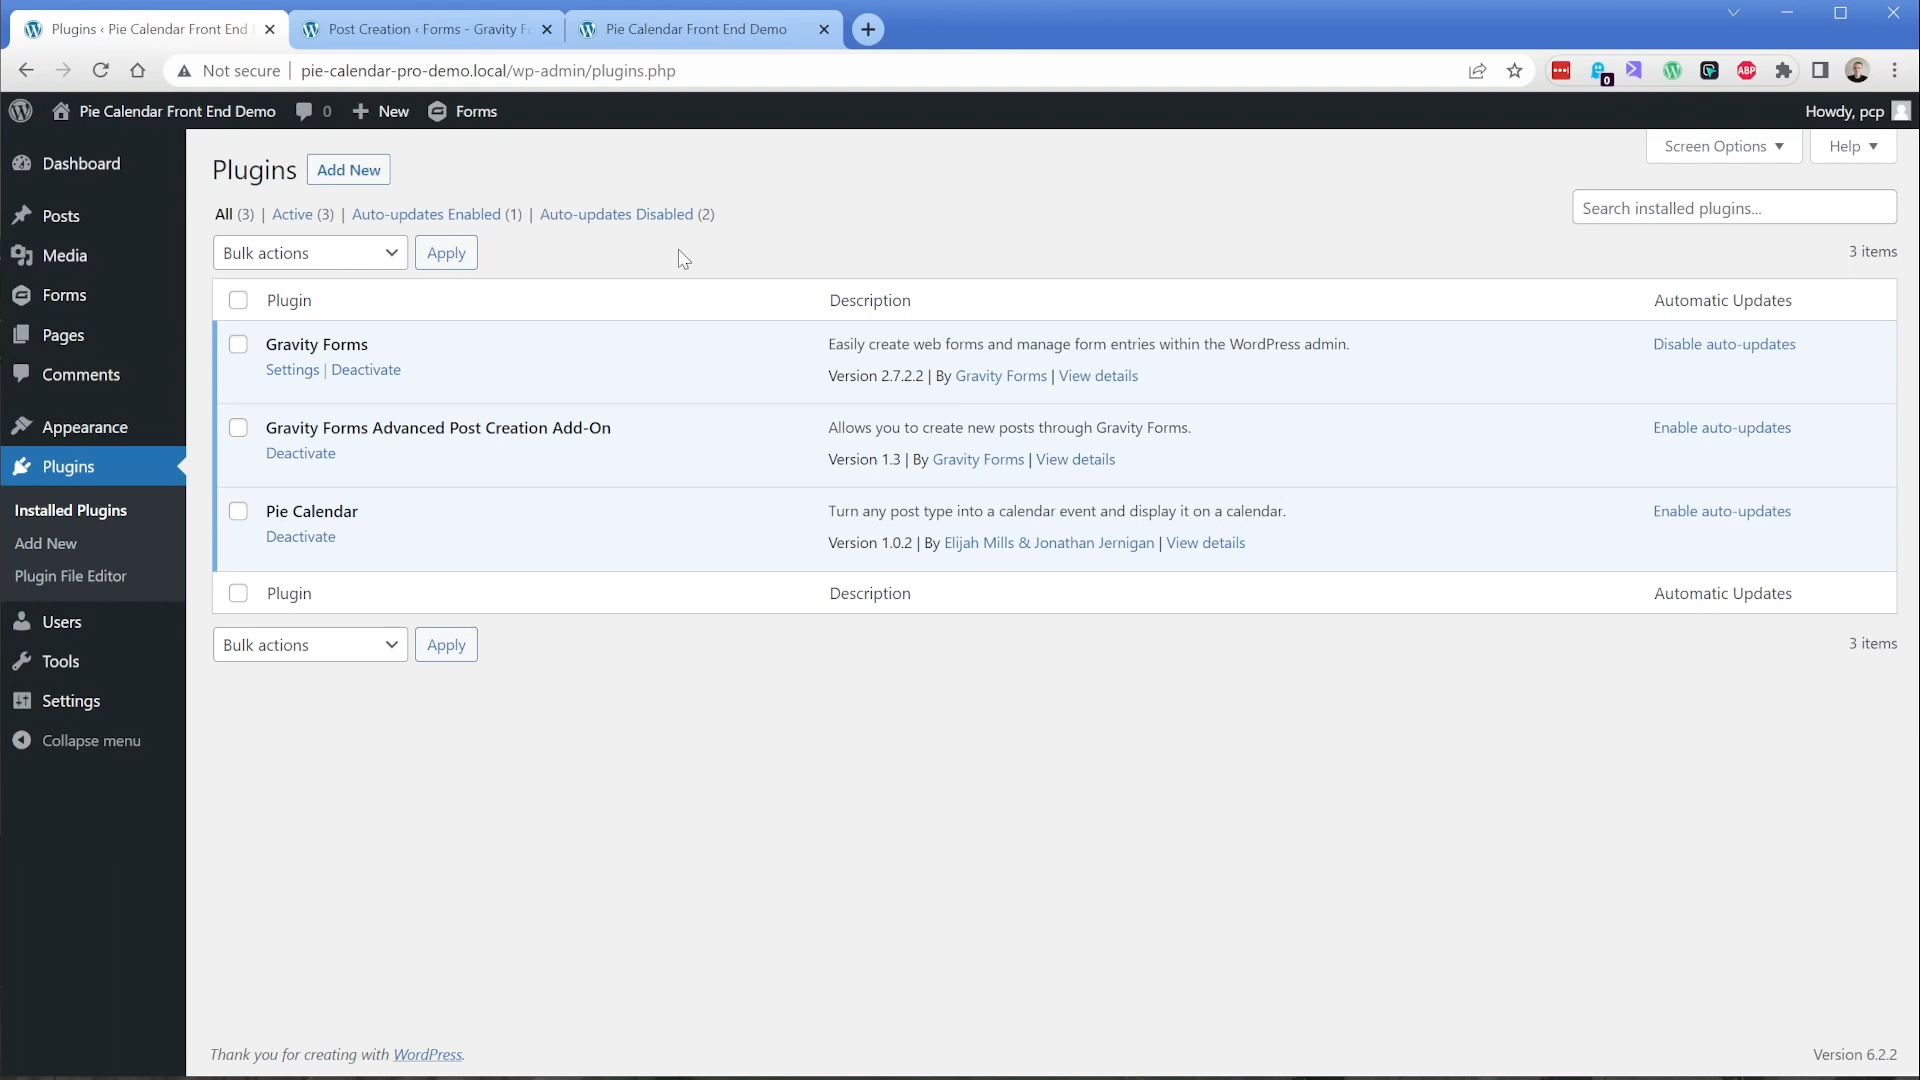 Plugins ‹ Pie Calendar Front End
Post Creation ‹ Forms - Gravity Fo
Pie Calendar Front End Demo
Not secure
pie-calendar-pro-demo.local/wp-admin/plugins.php
0
ABP
Pie Calendar Front End Demo
0
New
Forms
Howdy, pcp
Screen Options
Help
Dashboard
Posts
Media
Forms
Pages
Comments
Appearance
Plugins
Installed Plugins
Add New
Plugin File Editor
Users
Tools
Settings
Collapse menu
Plugins
Add New
All (3) | Active (3) | Auto-updates Enabled (1) | Auto-updates Disabled (2)
Search installed plugins...
Bulk actions
Apply
3 items
Plugin
Description
Automatic Updates
Gravity Forms
Settings | Deactivate
Easily create web forms and manage form entries within the WordPress admin.
Version 2.7.2.2 | By Gravity Forms | View details
Disable auto-updates
Gravity Forms Advanced Post Creation Add-On
Deactivate
Allows you to create new posts through Gravity Forms.
Version 1.3 | By Gravity Forms | View details
Enable auto-updates
Pie Calendar
Deactivate
Turn any post type into a calendar event and display it on a calendar.
Version 1.0.2 | By Elijah Mills & Jonathan Jernigan | View details
Enable auto-updates
Plugin
Description
Automatic Updates
Bulk actions
Apply
3 items
Thank you for creating with WordPress.
Version 6.2.2